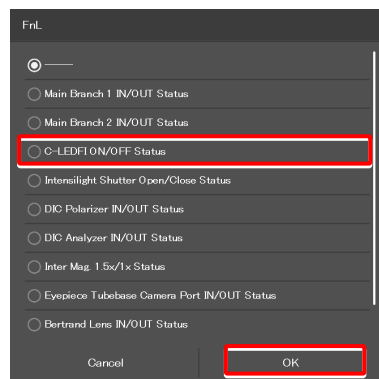 FnL
———
Main Branch 1 IN/OUT Status
Main Branch 2 IN/OUT Status
C-LEDFI ON/OFF Status
Intensilight Shutter Open/Close Status
DIC Polarizer IN/OUT Status
DIC Analyzer IN/OUT Status
Inter Mag. 1.5x/1x Status
Eyepiece Tubebase Camera Port IN/OUT Status
Bertrand Lens IN/OUT Status
Cancel OK